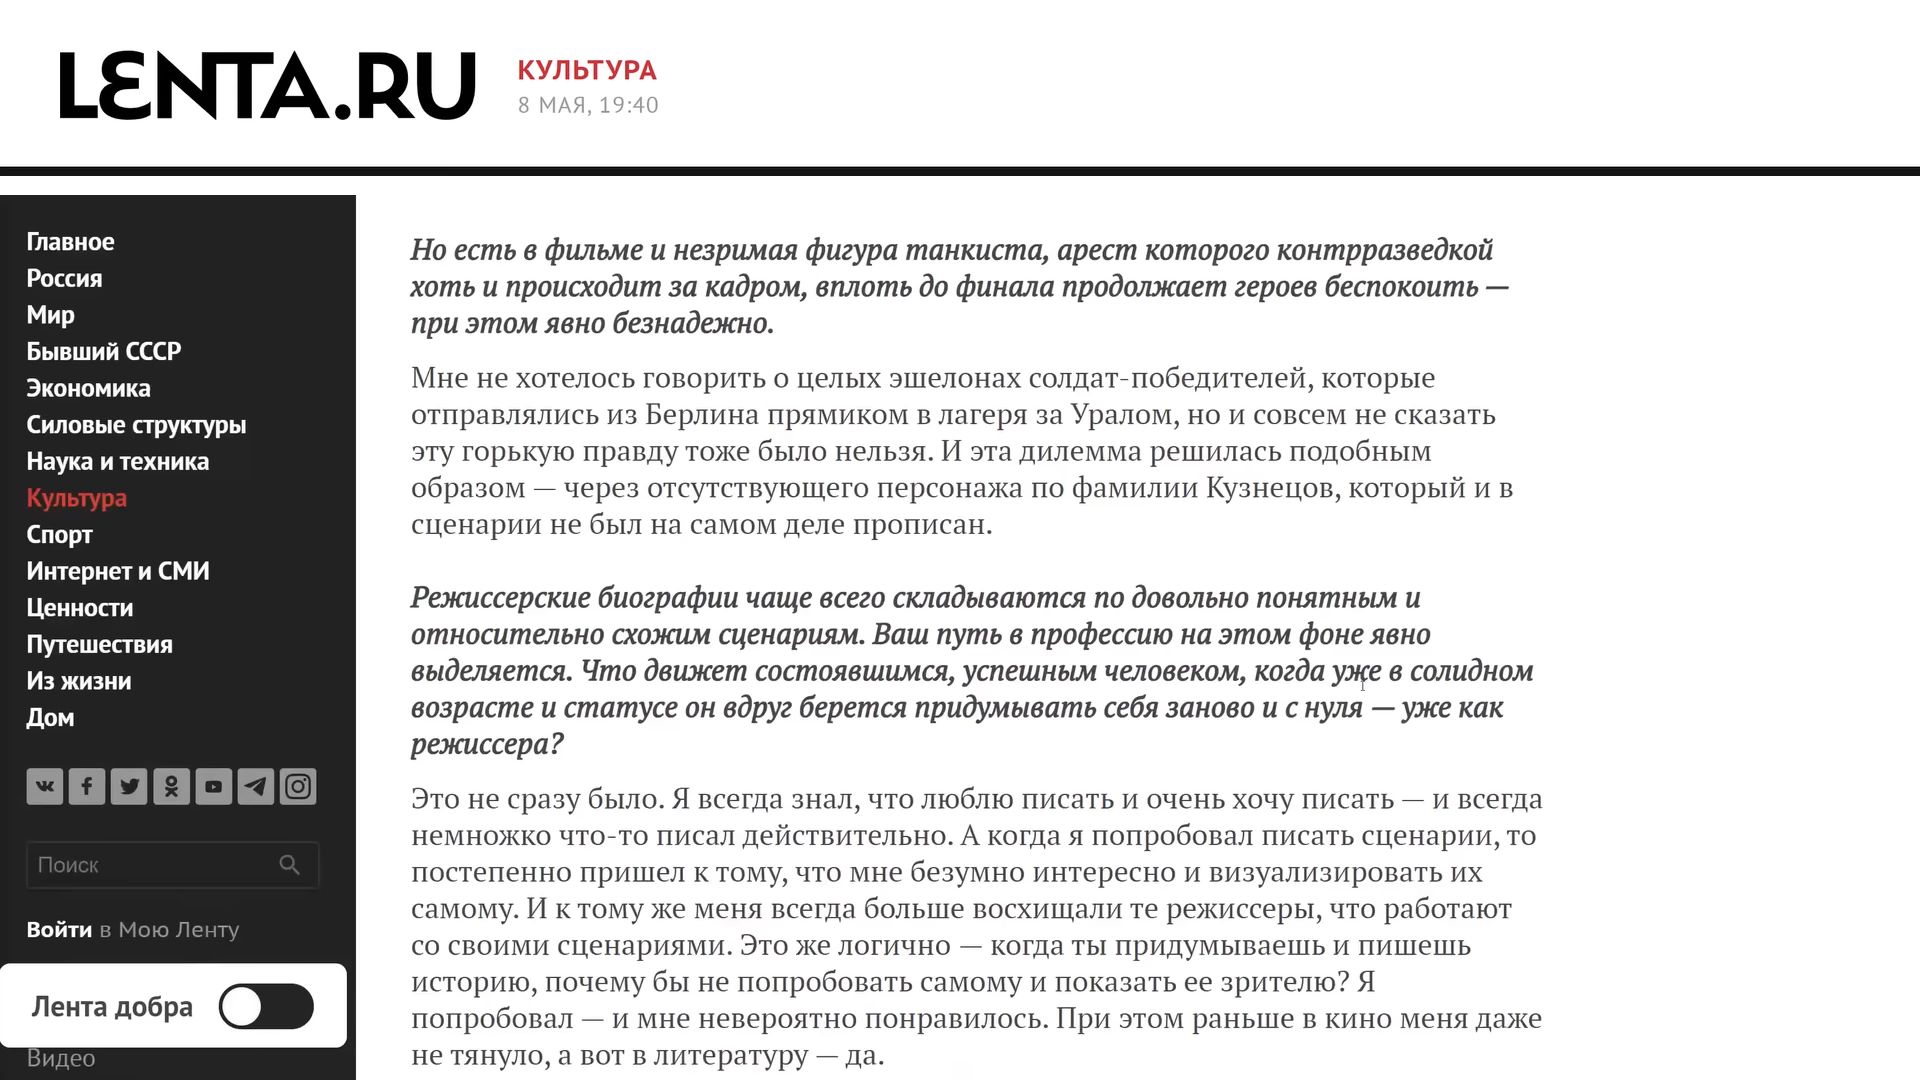 LENTA.RU
КУЛЬТУРА
8 МАЯ, 19:40
Главное
Россия
Мир
Бывший СССР
Экономика
Силовые структуры
Наука и техника
Культура
Спорт
Интернет и СМИ
Ценности
Путешествия
Из жизни
Дом
Поиск
Войти в Мою Ленту
Лента добра
Видео
Но есть в фильме и незримая фигура танкиста, арест которого контрразведкой
хоть и происходит за кадром, вплоть до финала продолжает героев беспокоить —
при этом явно безнадежно.
Мне не хотелось говорить о целых эшелонах солдат-победителей, которые
отправлялись из Берлина прямиком в лагеря за Уралом, но и совсем не сказать
эту горькую правду тоже было нельзя. И эта дилемма решилась подобным
образом — через отсутствующего персонажа по фамилии Кузнецов, который и в
сценарии не был на самом деле прописан.
Режиссерские биографии чаще всего складываются по довольно понятным и
относительно схожим сценариям. Ваш путь в профессию на этом фоне явно
выделяется. Что движет состоявшимся, успешным человеком, когда уже в солидном
возрасте и статусе он вдруг берется придумывать себя заново и с нуля — уже как
режиссера?
Это не сразу было. Я всегда знал, что люблю писать и очень хочу писать — и всегда
немножко что-то писал действительно. А когда я попробовал писать сценарии, то
постепенно пришел к тому, что мне безумно интересно и визуализировать их
самому. И к тому же меня всегда больше восхищали те режиссеры, что работают
со своими сценариями. Это же логично — когда ты придумываешь и пишешь
историю, почему бы не попробовать самому и показать ее зрителю? Я
попробовал — и мне невероятно понравилось. При этом раньше в кино меня даже
не тянуло, а вот в литературу — да.